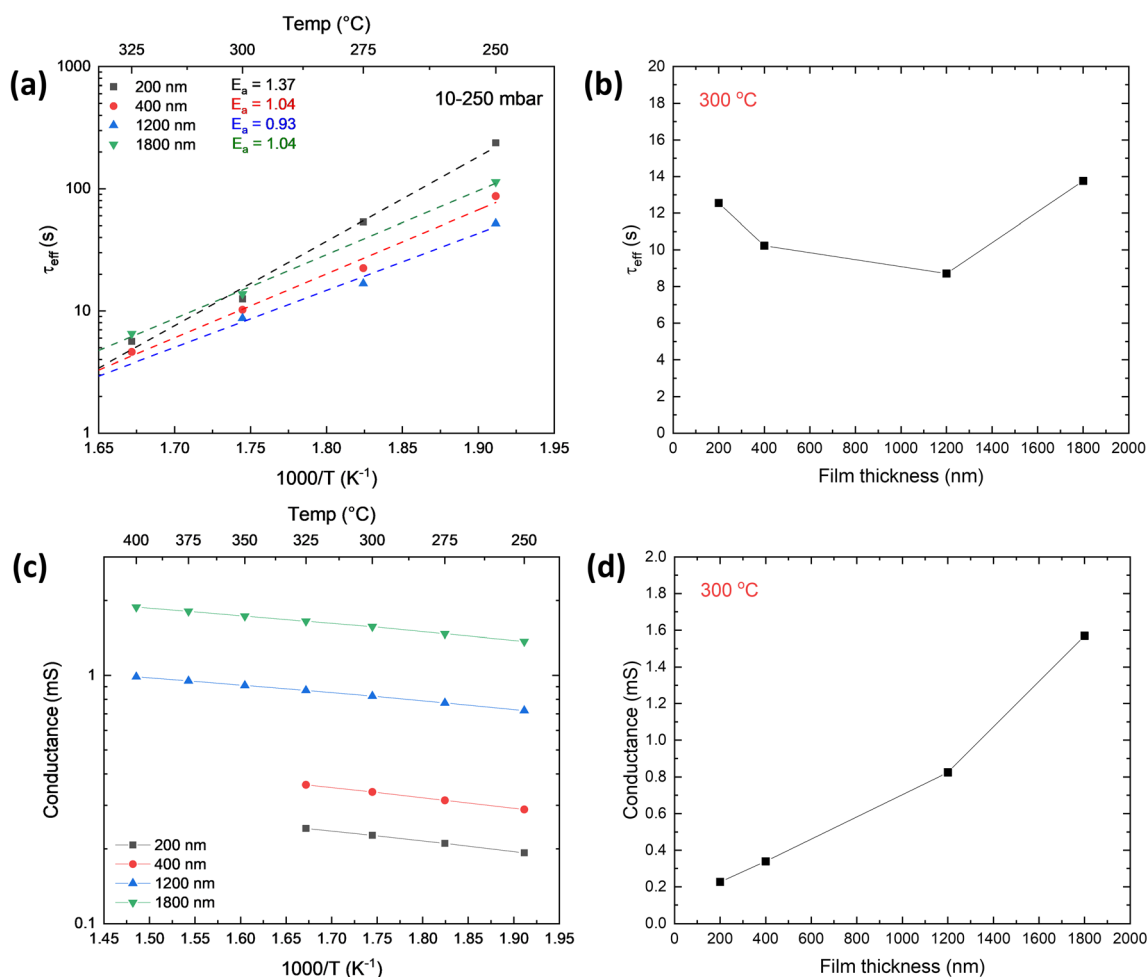 (a)
Temp (°C)
325 300 275 250
1000
100
10
1
τeff (s)
200 nm Ea = 1.37
400 nm Ea = 1.04
1200 nm Ea = 0.93
1800 nm Ea = 1.04
10-250 mbar
1.65 1.70 1.75 1.80 1.85 1.90 1.95
1000/T (K-1)
(b)
300 °C
20
18
16
14
12
10
8
6
4
2
0
τeff (s)
0 200 400 600 800 1000 1200 1400 1600 1800 2000
Film thickness (nm)
(c)
Temp (°C)
400 375 350 325 300 275 250
1
0.1
Conductance (mS)
200 nm
400 nm
1200 nm
1800 nm
1.45 1.50 1.55 1.60 1.65 1.70 1.75 1.80 1.85 1.90 1.95
1000/T (K-1)
(d)
300 °C
2.0
1.8
1.6
1.4
1.2
1.0
0.8
0.6
0.4
0.2
0.0
Conductance (mS)
0 200 400 600 800 1000 1200 1400 1600 1800 2000
Film thickness (nm)